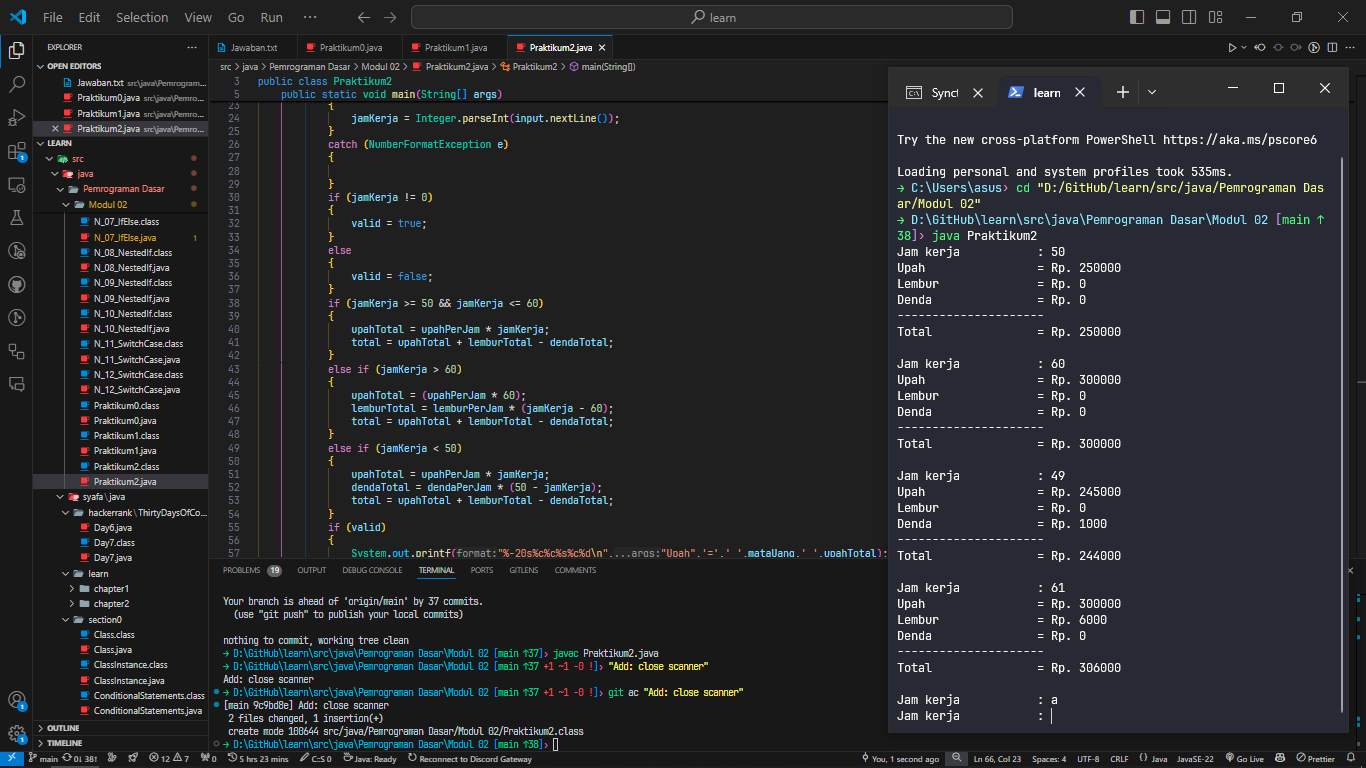 File Edit Selection View Go Run ··· learn
EXPLORER
OPEN EDITORS
Jawaban.txt src\java\Pemrogram...
Praktikum0.java src\java\Pemro...
Praktikum1.java src\java\Pemro...
Praktikum2.java src\java\Pemro...
LEARN
src
java
Pemrograman Dasar
Modul 02
N_07_IfElse.class
N_07_IfElse.java 1
N_08_NestedIf.class
N_08_NestedIf.java
N_09_NestedIf.class
N_09_NestedIf.java
N_10_NestedIf.class
N_10_NestedIf.java
N_11_SwitchCase.class
N_11_SwitchCase.java
N_12_SwitchCase.class
N_12_SwitchCase.java
Praktikum0.class
Praktikum0.java
Praktikum1.class
Praktikum1.java
Praktikum2.class
Praktikum2.java
syafa\java
hackerrank\ThirtyDaysOfCo...
Day6.java
Day7.class
Day7.java
learn
chapter1
chapter2
section0
Class.class
Class.java
ClassInstance.class
ClassInstance.java
ConditionalStatements.class
ConditionalStatements.java
OUTLINE
TIMELINE
Jawaban.txt Praktikum0.java Praktikum1.java Praktikum2.java
src > java > Pemrograman Dasar > Modul 02 > Praktikum2.java > Praktikum2 > main(String[])
3 public class Praktikum2
5 public static void main(String[] args)
23 {
24 jamKerja = Integer.parseInt(input.nextLine());
25 }
26 catch (NumberFormatException e)
27 {
28
29 }
30 if (jamKerja != 0)
31 {
32 valid = true;
33 }
34 else
35 {
36 valid = false;
37 }
38 if (jamKerja >= 50 && jamKerja <= 60)
39 {
40 upahTotal = upahPerJam * jamKerja;
41 total = upahTotal + lemburTotal - dendaTotal;
42 }
43 else if (jamKerja > 60)
44 {
45 upahTotal = (upahPerJam * 60);
46 lemburTotal = lemburPerJam * (jamKerja - 60);
47 total = upahTotal + lemburTotal - dendaTotal;
48 }
49 else if (jamKerja < 50)
50 {
51 upahTotal = upahPerJam * jamKerja;
52 dendaTotal = dendaPerJam * (50 - jamKerja);
53 total = upahTotal + lemburTotal - dendaTotal;
54 }
55 if (valid)
56 {
57 System.out.printf(format:"%-20s%c%c%s%c%d\n",...args:"Upah",'=',' ',mataUang,' ',upahTotal);
PROBLEMS 19 OUTPUT DEBUG CONSOLE TERMINAL PORTS GITLENS COMMENTS
Your branch is ahead of 'origin/main' by 37 commits.
(use "git push" to publish your local commits)
nothing to commit, working tree clean
→ D:\GitHub\learn\src\java\Pemrograman Dasar\Modul 02 [main ↑37]› javac Praktikum2.java
→ D:\GitHub\learn\src\java\Pemrograman Dasar\Modul 02 [main ↑37 +1 ~1 -0 !]› "Add: close scanner"
Add: close scanner
→ D:\GitHub\learn\src\java\Pemrograman Dasar\Modul 02 [main ↑37 +1 ~1 -0 !]› git ac "Add: close scanner"
[main 9c9bd8e] Add: close scanner
2 files changed, 1 insertion(+)
create mode 100644 src/java/Pemrograman Dasar/Modul 02/Praktikum2.class
→ D:\GitHub\learn\src\java\Pemrograman Dasar\Modul 02 [main ↑38]›
Synct learn
Try the new cross-platform PowerShell https://aka.ms/pscore6
Loading personal and system profiles took 535ms.
→ C:\Users\asus› cd "D:/GitHub/learn/src/java/Pemrograman Das
ar/Modul 02"
→ D:\GitHub\learn\src\java\Pemrograman Dasar\Modul 02 [main ↑
38]› java Praktikum2
Jam kerja : 50
Upah = Rp. 250000
Lembur = Rp. 0
Denda = Rp. 0
---------------------
Total = Rp. 250000
Jam kerja : 60
Upah = Rp. 300000
Lembur = Rp. 0
Denda = Rp. 0
---------------------
Total = Rp. 300000
Jam kerja : 49
Upah = Rp. 245000
Lembur = Rp. 0
Denda = Rp. 1000
---------------------
Total = Rp. 244000
Jam kerja : 61
Upah = Rp. 300000
Lembur = Rp. 6000
Denda = Rp. 0
---------------------
Total = Rp. 306000
Jam kerja : a
Jam kerja :
main 0↓ 38↑ 12 7 0 5 hrs 23 mins C::S 0 Java: Ready Reconnect to Discord Gateway You, 1 second ago Ln 66, Col 23 Spaces: 4 UTF-8 CRLF {} Java JavaSE-22 Go Live Prettier